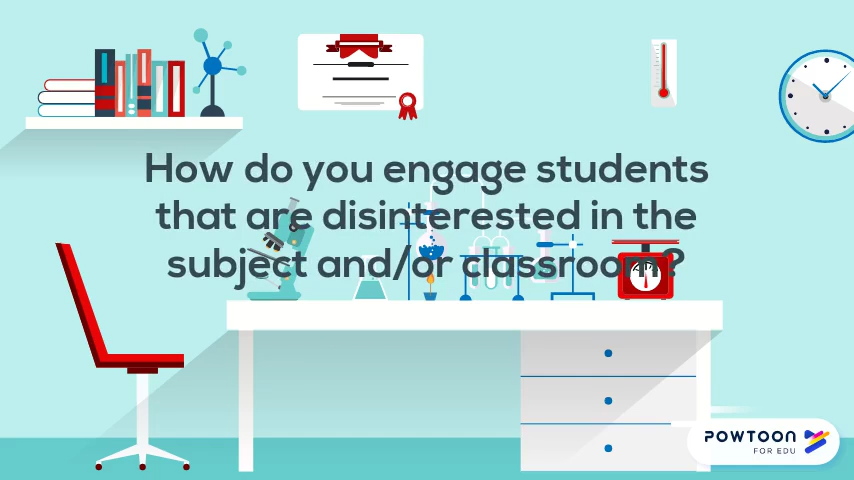 How do you engage students
that are disinterested in the
subject and/or classroom?
POWTOON
FOR EDU